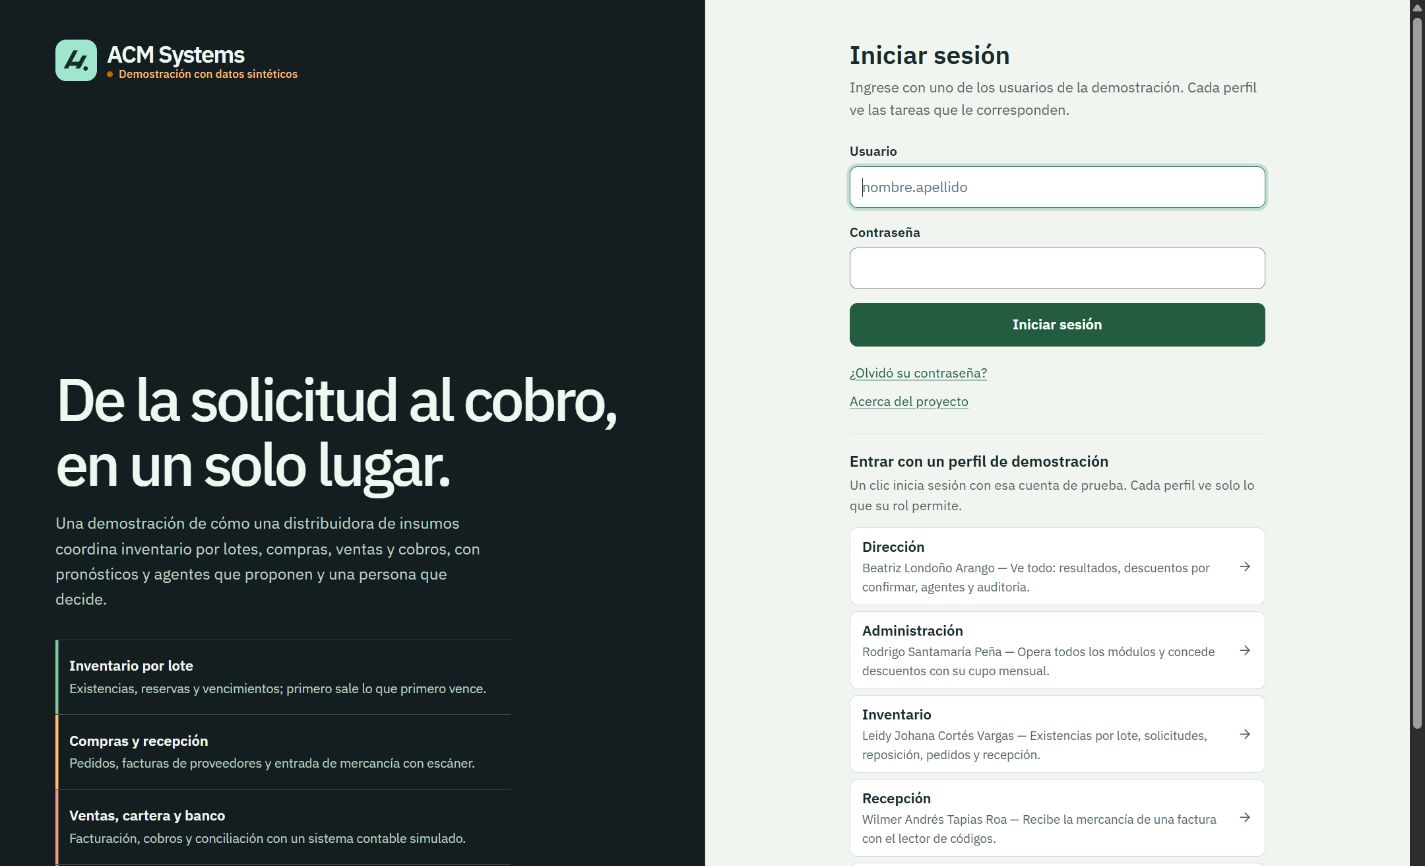 ACM Systems
Demostración con datos sintéticos
De la solicitud al cobro,
en un solo lugar.
Una demostración de cómo una distribuidora de insumos
coordina inventario por lotes, compras, ventas y cobros, con
pronósticos y agentes que proponen y una persona que
decide.
Inventario por lote
Existencias, reservas y vencimientos; primero sale lo que primero vence.
Compras y recepción
Pedidos, facturas de proveedores y entrada de mercancía con escáner.
Ventas, cartera y banco
Facturación, cobros y conciliación con un sistema contable simulado.
Iniciar sesión
Ingrese con uno de los usuarios de la demostración. Cada perfil
ve las tareas que le corresponden.
Usuario
nombre.apellido
Contraseña
Iniciar sesión
¿Olvidó su contraseña?
Acerca del proyecto
Entrar con un perfil de demostración
Un clic inicia sesión con esa cuenta de prueba. Cada perfil ve solo lo
que su rol permite.
Dirección
Beatriz Londoño Arango — Ve todo: resultados, descuentos por
confirmar, agentes y auditoría.
Administración
Rodrigo Santamaría Peña — Opera todos los módulos y concede
descuentos con su cupo mensual.
Inventario
Leidy Johana Cortés Vargas — Existencias por lote, solicitudes,
reposición, pedidos y recepción.
Recepción
Wilmer Andrés Tapias Roa — Recibe la mercancía de una factura
con el lector de códigos.